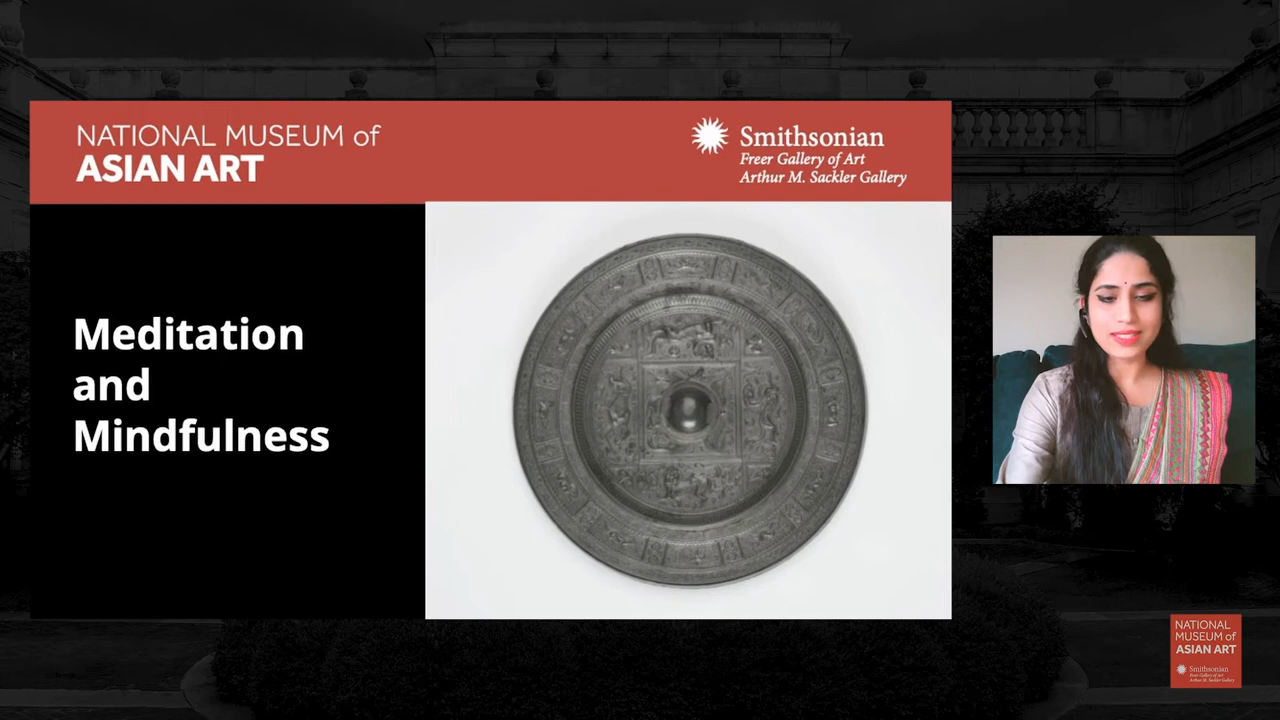 NATIONAL MUSEUM of
ASIAN ART
Smithsonian
Freer Gallery of Art
Arthur M. Sackler Gallery
Meditation
and
Mindfulness
NATIONAL
MUSEUM of
ASIAN ART
Smithsonian
Freer Gallery of Art
Arthur M. Sackler Gallery